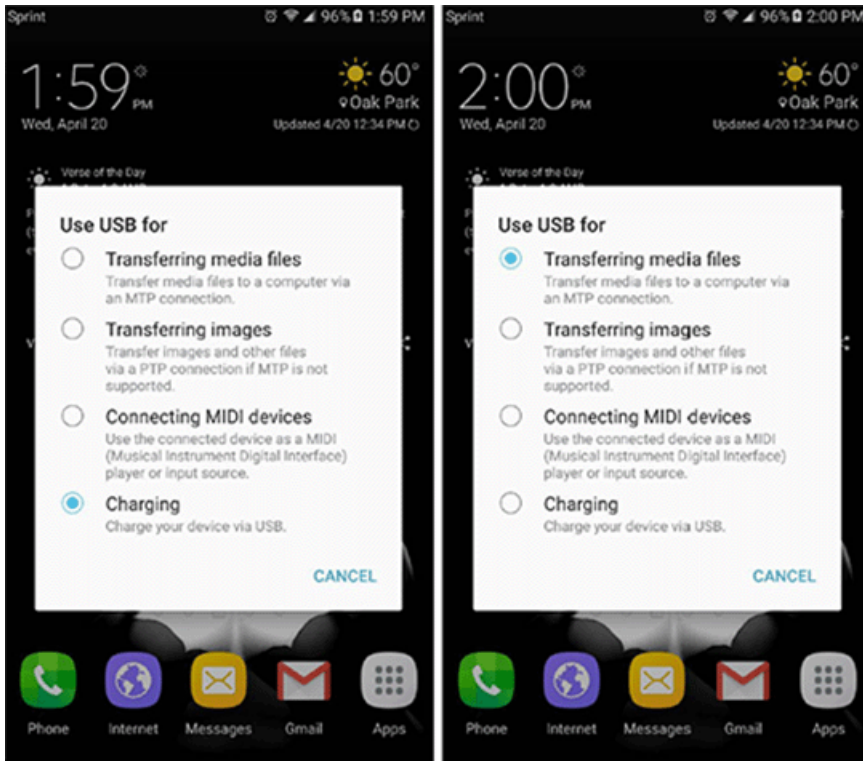 Sprint 96% 1:59 PM
1:59 PM
60°
Oak Park
Wed, April 20
Updated 4/20 12:34 PM
Verse of the Day
Use USB for
Transferring media files
Transfer media files to a computer via
an MTP connection.
Transferring images
Transfer images and other files
via a PTP connection if MTP is not
supported.
Connecting MIDI devices
Use the connected device as a MIDI
(Musical Instrument Digital Interface)
player or input source.
Charging
Charge your device via USB.
CANCEL
Phone Internet Messages Gmail Apps
Sprint 96% 2:00 PM
2:00 PM
60°
Oak Park
Wed, April 20
Updated 4/20 12:34 PM
Verse of the Day
Use USB for
Transferring media files
Transfer media files to a computer via
an MTP connection.
Transferring images
Transfer images and other files
via a PTP connection if MTP is not
supported.
Connecting MIDI devices
Use the connected device as a MIDI
(Musical Instrument Digital Interface)
player or input source.
Charging
Charge your device via USB.
CANCEL
Phone Internet Messages Gmail Apps